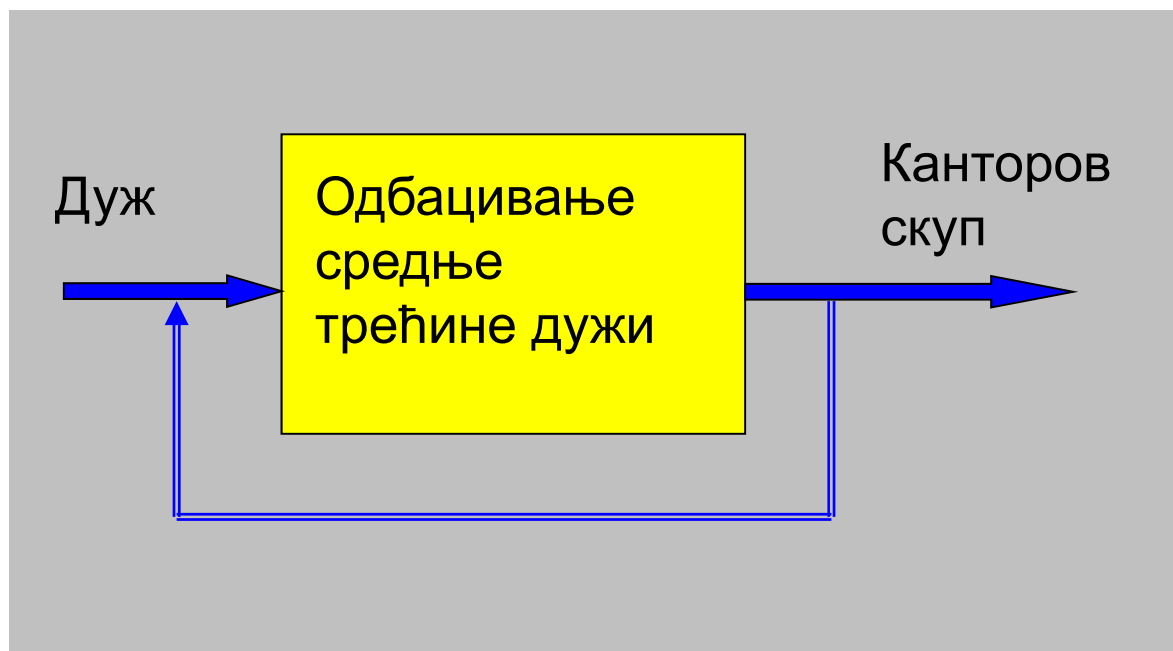 Дуж
Одбацивање
средње
трећине дужи
Канторов
скуп